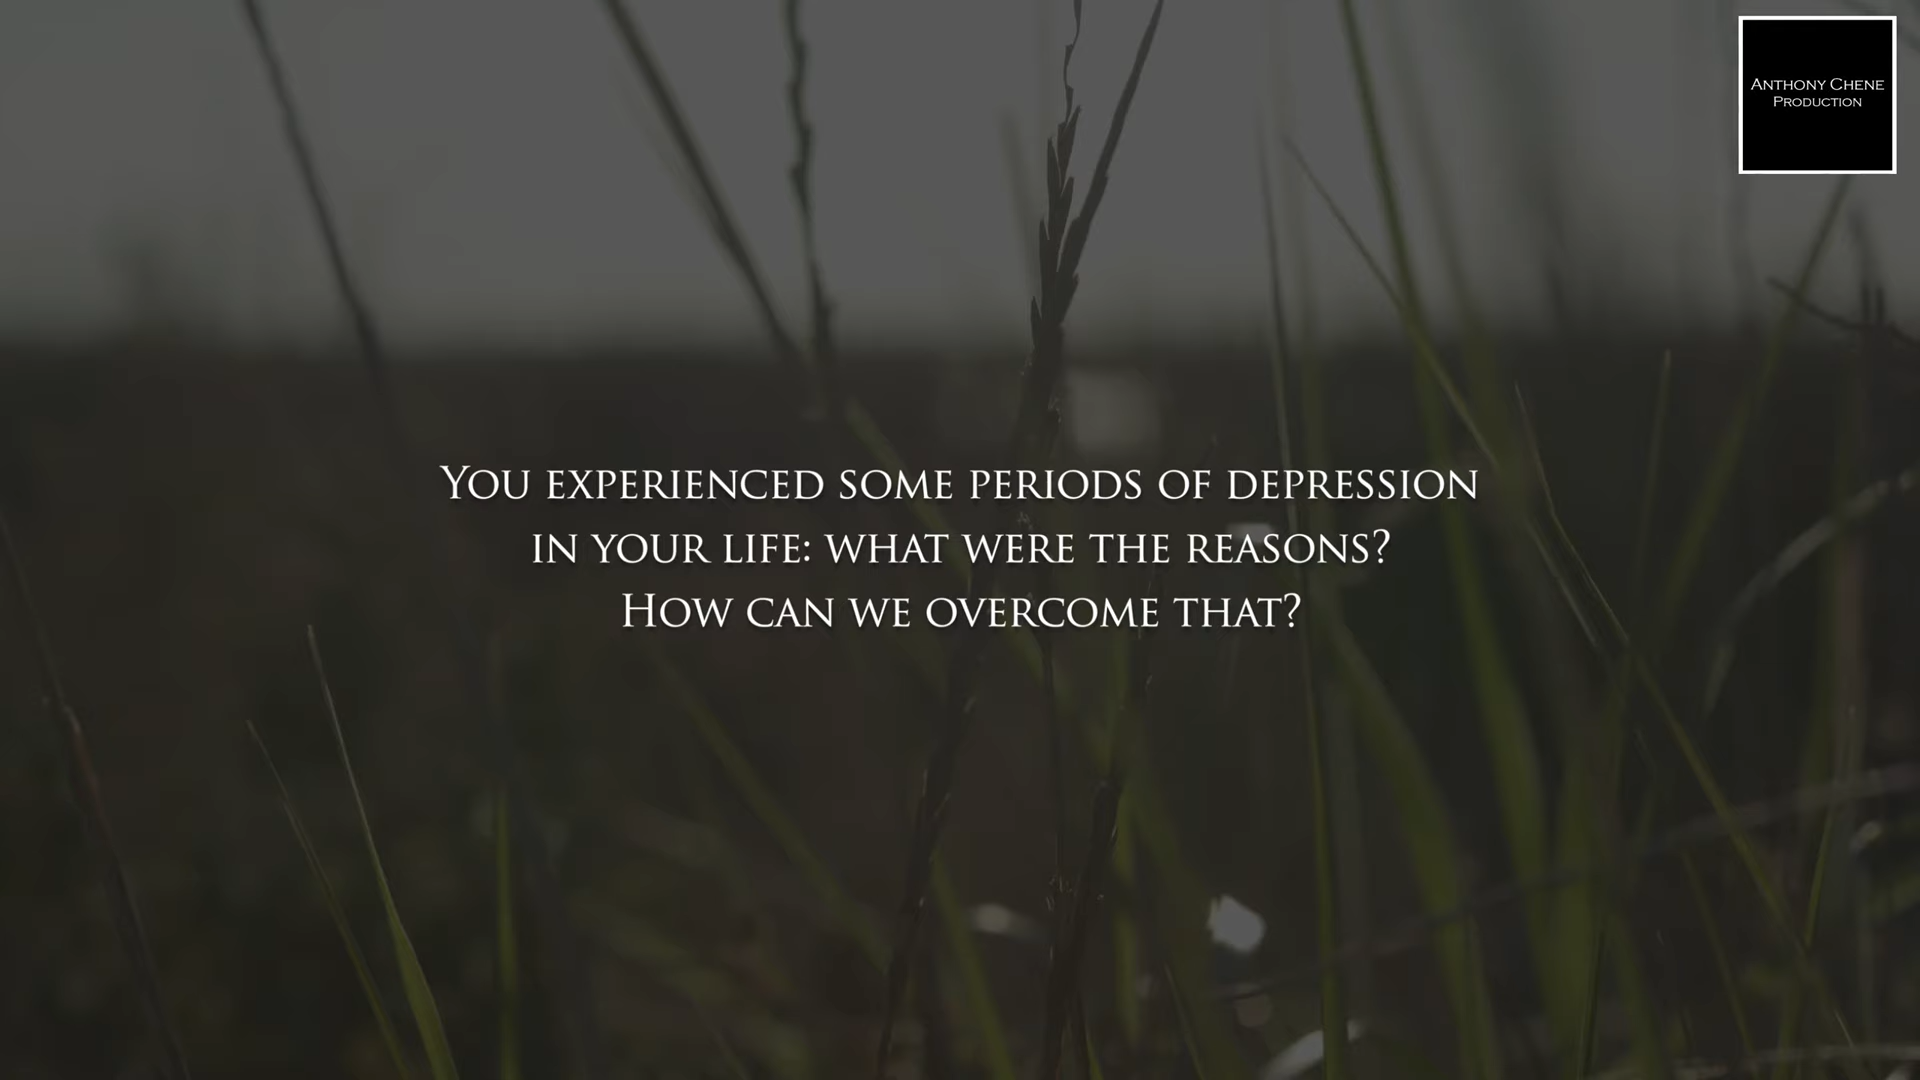 Anthony Chene
Production
You experienced some periods of depression
in your life: what were the reasons?
How can we overcome that?